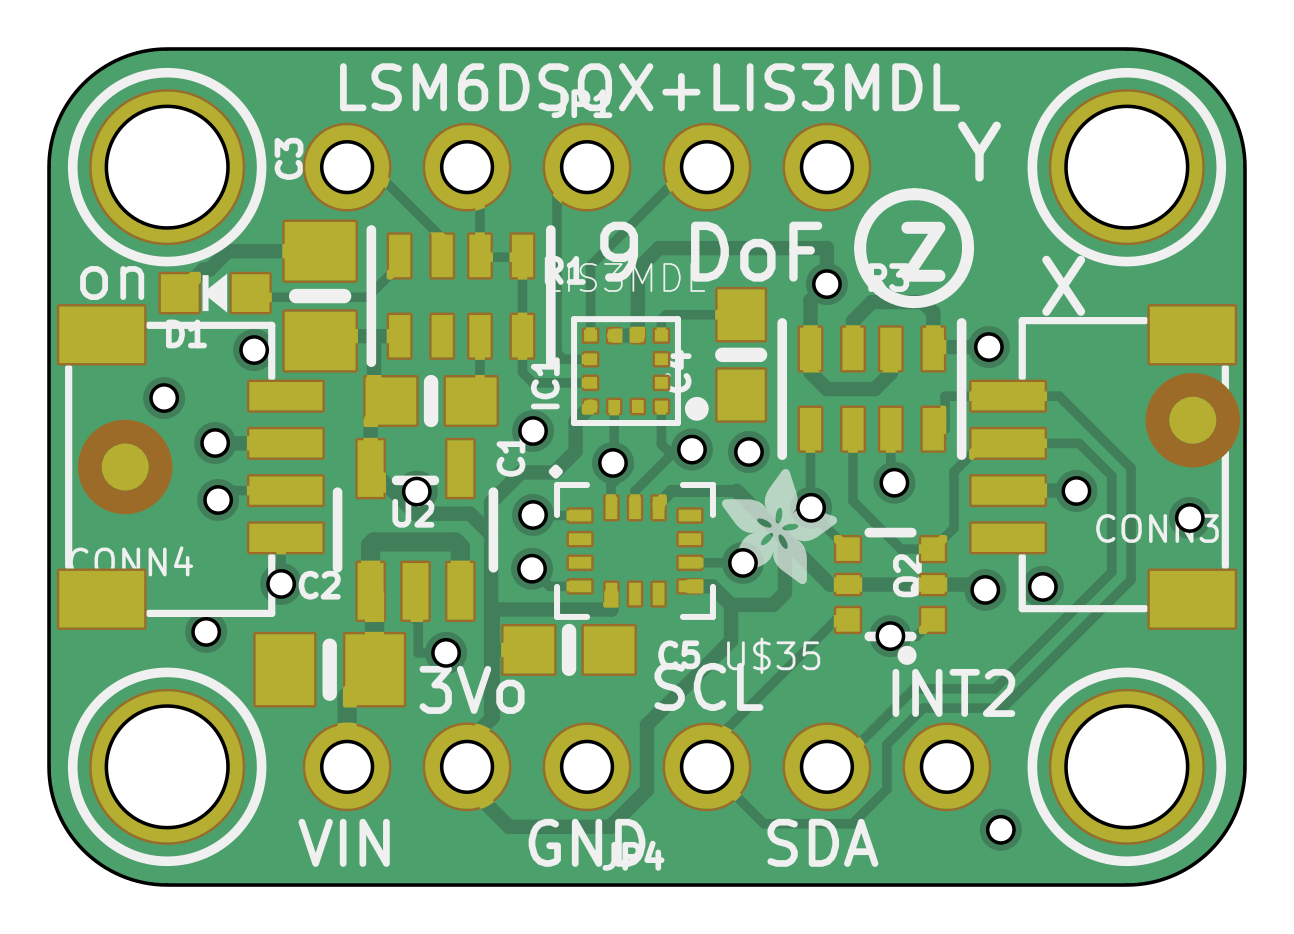 LSM6DSOX+LIS3MDL
JP1
C3
Y
9 DoF
Z
on
R1
LIS3MDL
R3
X
D1
IC1
C4
C1
U2
CONN4
CONN3
C2
Q2
C5
U$35
3Vo
SCL
INT2
VIN
GND
JP4
SDA